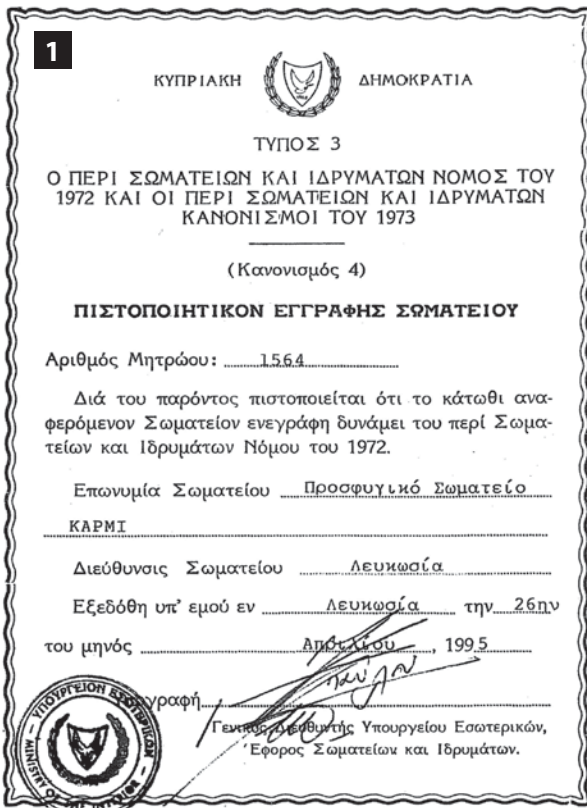 1
ΚΥΠΡΙΑΚΗ ΔΗΜΟΚΡΑΤΙΑ
ΤΥΠΟΣ 3
Ο ΠΕΡΙ ΣΩΜΑΤΕΙΩΝ ΚΑΙ ΙΔΡΥΜΑΤΩΝ ΝΟΜΟΣ ΤΟΥ
1972 ΚΑΙ ΟΙ ΠΕΡΙ ΣΩΜΑΤΕΙΩΝ ΚΑΙ ΙΔΡΥΜΑΤΩΝ
ΚΑΝΟΝΙΣΜΟΙ ΤΟΥ 1973
(Κανονισμός 4)
ΠΙΣΤΟΠΟΙΗΤΙΚΟΝ ΕΓΓΡΑΦΗΣ ΣΩΜΑΤΕΙΟΥ
Αριθμός Μητρώου: 1564
Διά του παρόντος πιστοποιείται ότι το κάτωθι ανα-
φερόμενον Σωματείον ενεγράφη δυνάμει του περί Σωμα-
τείων και Ιδρυμάτων Νόμου του 1972.
Επωνυμία Σωματείου Προσφυγικό Σωματείο
ΚΑΡΜΙ
Διεύθυνσις Σωματείου Λευκωσία
Εξεδόθη υπ' εμού εν Λευκωσία την 26ην
του μηνός Απριλίου, 1995
Γενικός Διευθυντής Υπουργείου Εσωτερικών,
Έφορος Σωματείων και Ιδρυμάτων.
ΥΠΟΥΡΓΕΙΟΝ ΕΣΩΤΕΡΙΚΩΝ
MINISTRY OF